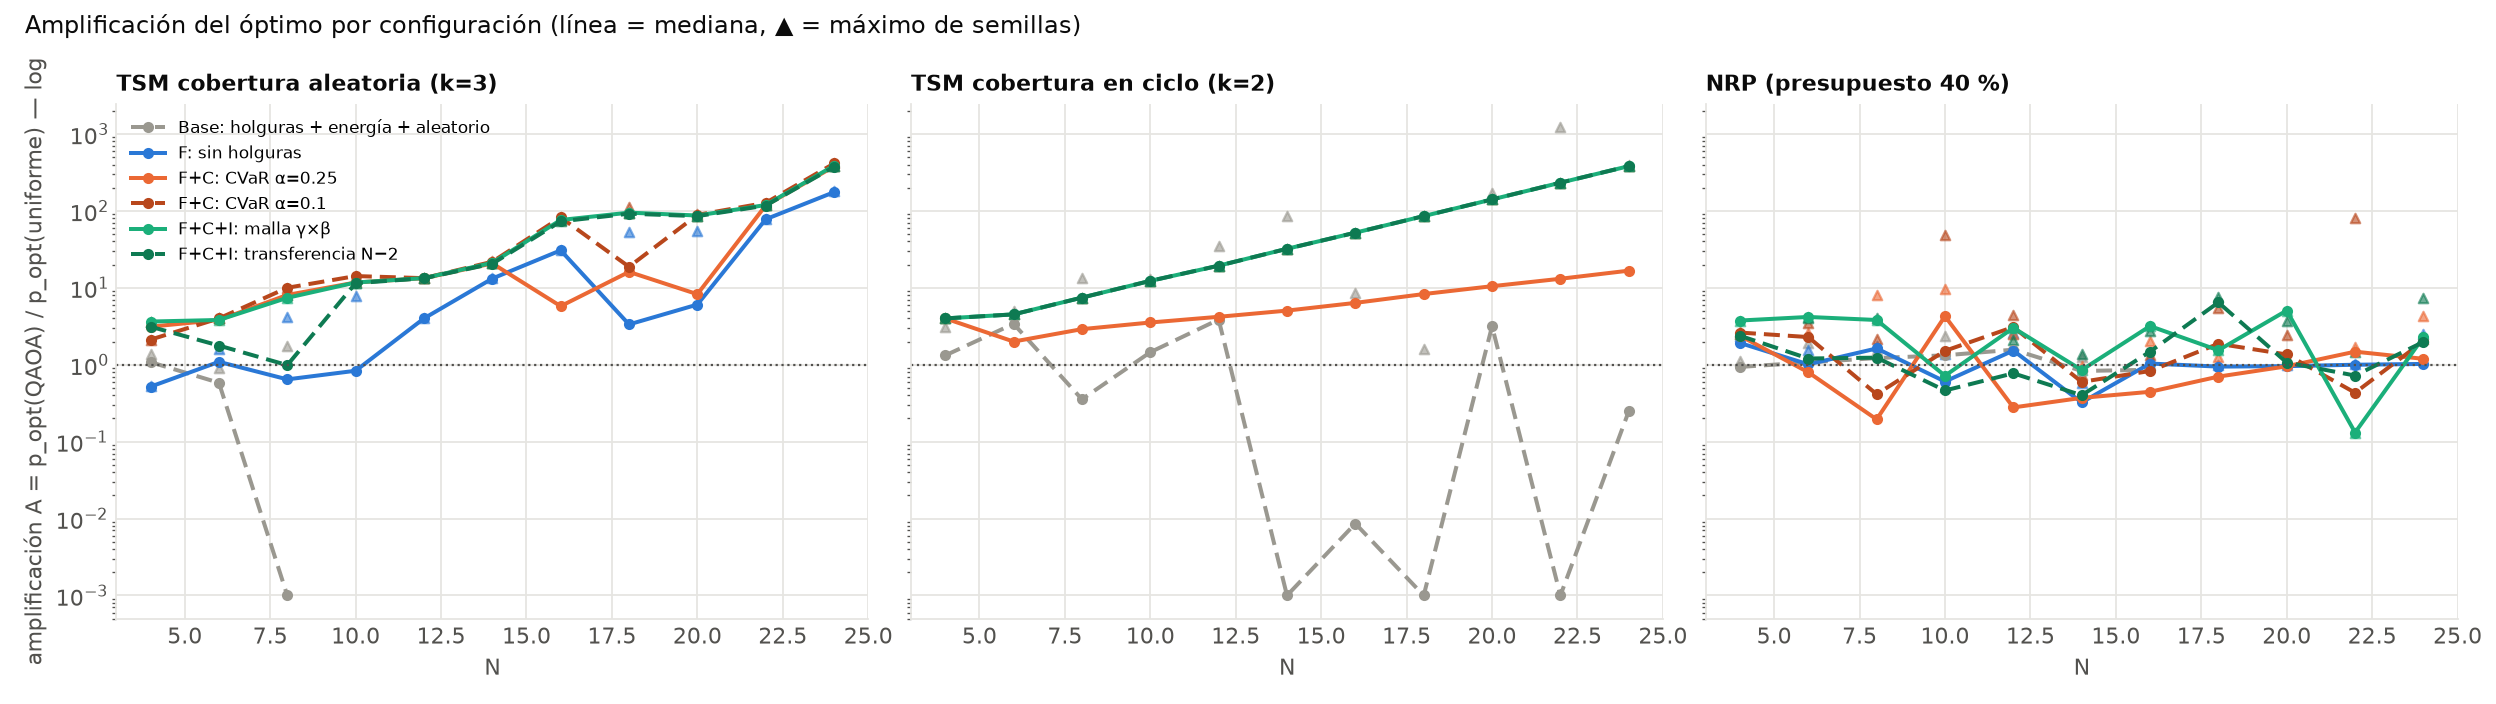 Amplificación del óptimo por configuración (línea = mediana, ▲ = máximo de semillas)
amplificación A = p_opt(QAOA) / p_opt(uniforme) — log
TSM cobertura aleatoria (k=3)
10³
10²
10¹
10⁰
10⁻¹
10⁻²
10⁻³
Base: holguras + energía + aleatorio
F: sin holguras
F+C: CVaR α=0.25
F+C: CVaR α=0.1
F+C+I: malla γ×β
F+C+I: transferencia N−2
5.0 7.5 10.0 12.5 15.0 17.5 20.0 22.5 25.0
N
TSM cobertura en ciclo (k=2)
5.0 7.5 10.0 12.5 15.0 17.5 20.0 22.5 25.0
N
NRP (presupuesto 40 %)
5.0 7.5 10.0 12.5 15.0 17.5 20.0 22.5 25.0
N